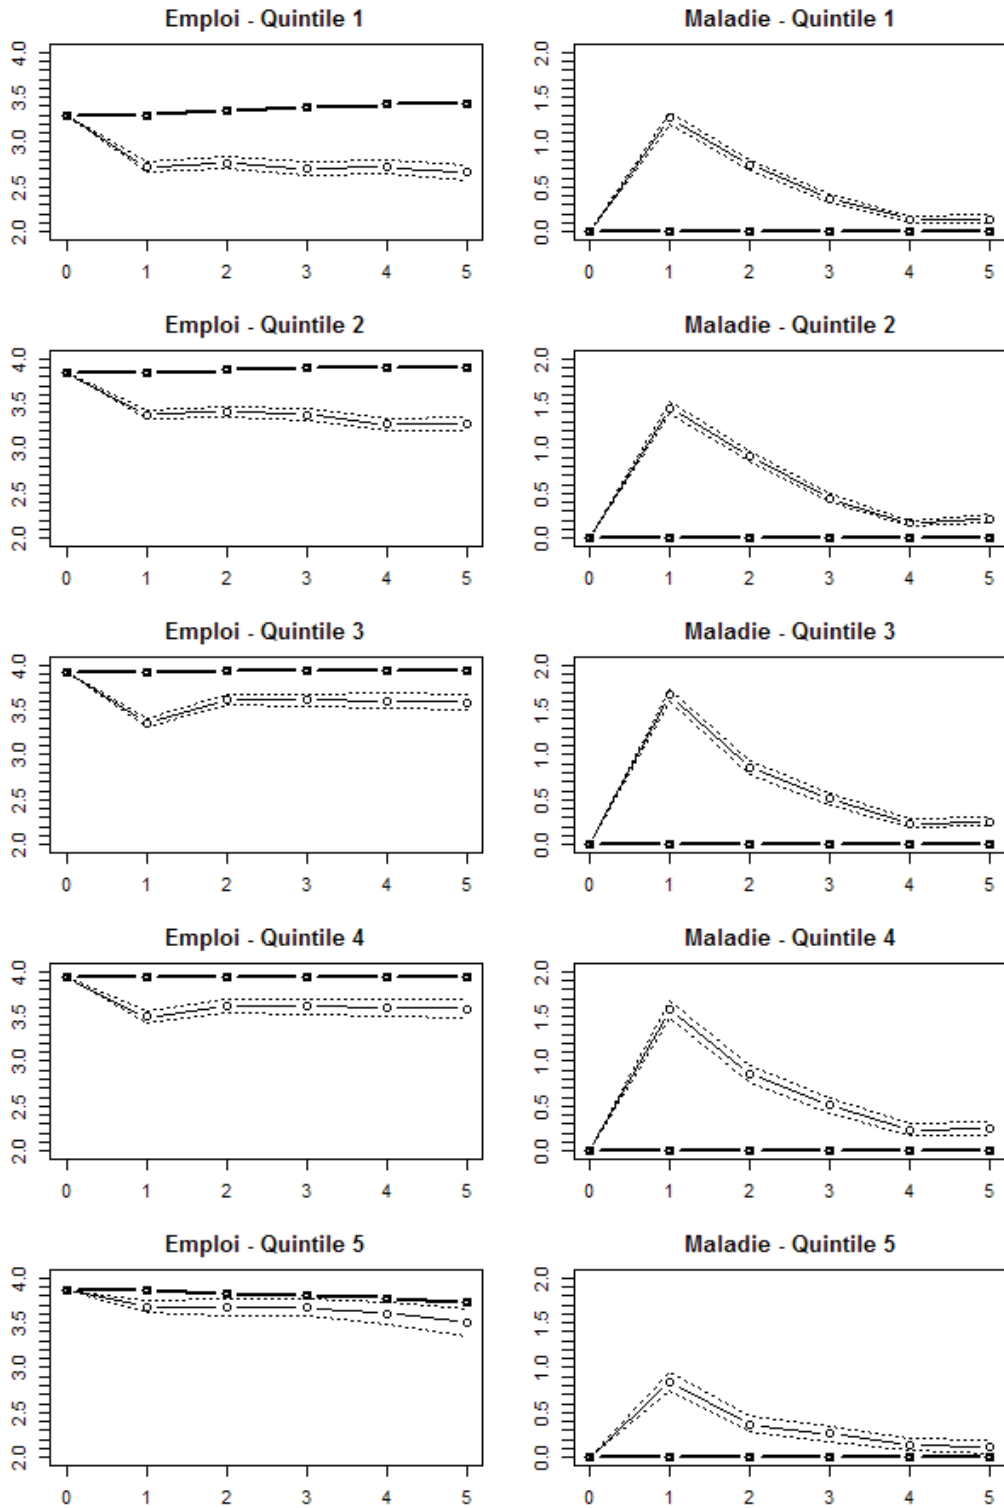 Emploi - Quintile 1
2.0 2.5 3.0 3.5 4.0
0 1 2 3 4 5
Maladie - Quintile 1
0.0 0.5 1.0 1.5 2.0
0 1 2 3 4 5
Emploi - Quintile 2
2.0 2.5 3.0 3.5 4.0
0 1 2 3 4 5
Maladie - Quintile 2
0.0 0.5 1.0 1.5 2.0
0 1 2 3 4 5
Emploi - Quintile 3
2.0 2.5 3.0 3.5 4.0
0 1 2 3 4 5
Maladie - Quintile 3
0.0 0.5 1.0 1.5 2.0
0 1 2 3 4 5
Emploi - Quintile 4
2.0 2.5 3.0 3.5 4.0
0 1 2 3 4 5
Maladie - Quintile 4
0.0 0.5 1.0 1.5 2.0
0 1 2 3 4 5
Emploi - Quintile 5
2.0 2.5 3.0 3.5 4.0
0 1 2 3 4 5
Maladie - Quintile 5
0.0 0.5 1.0 1.5 2.0
0 1 2 3 4 5